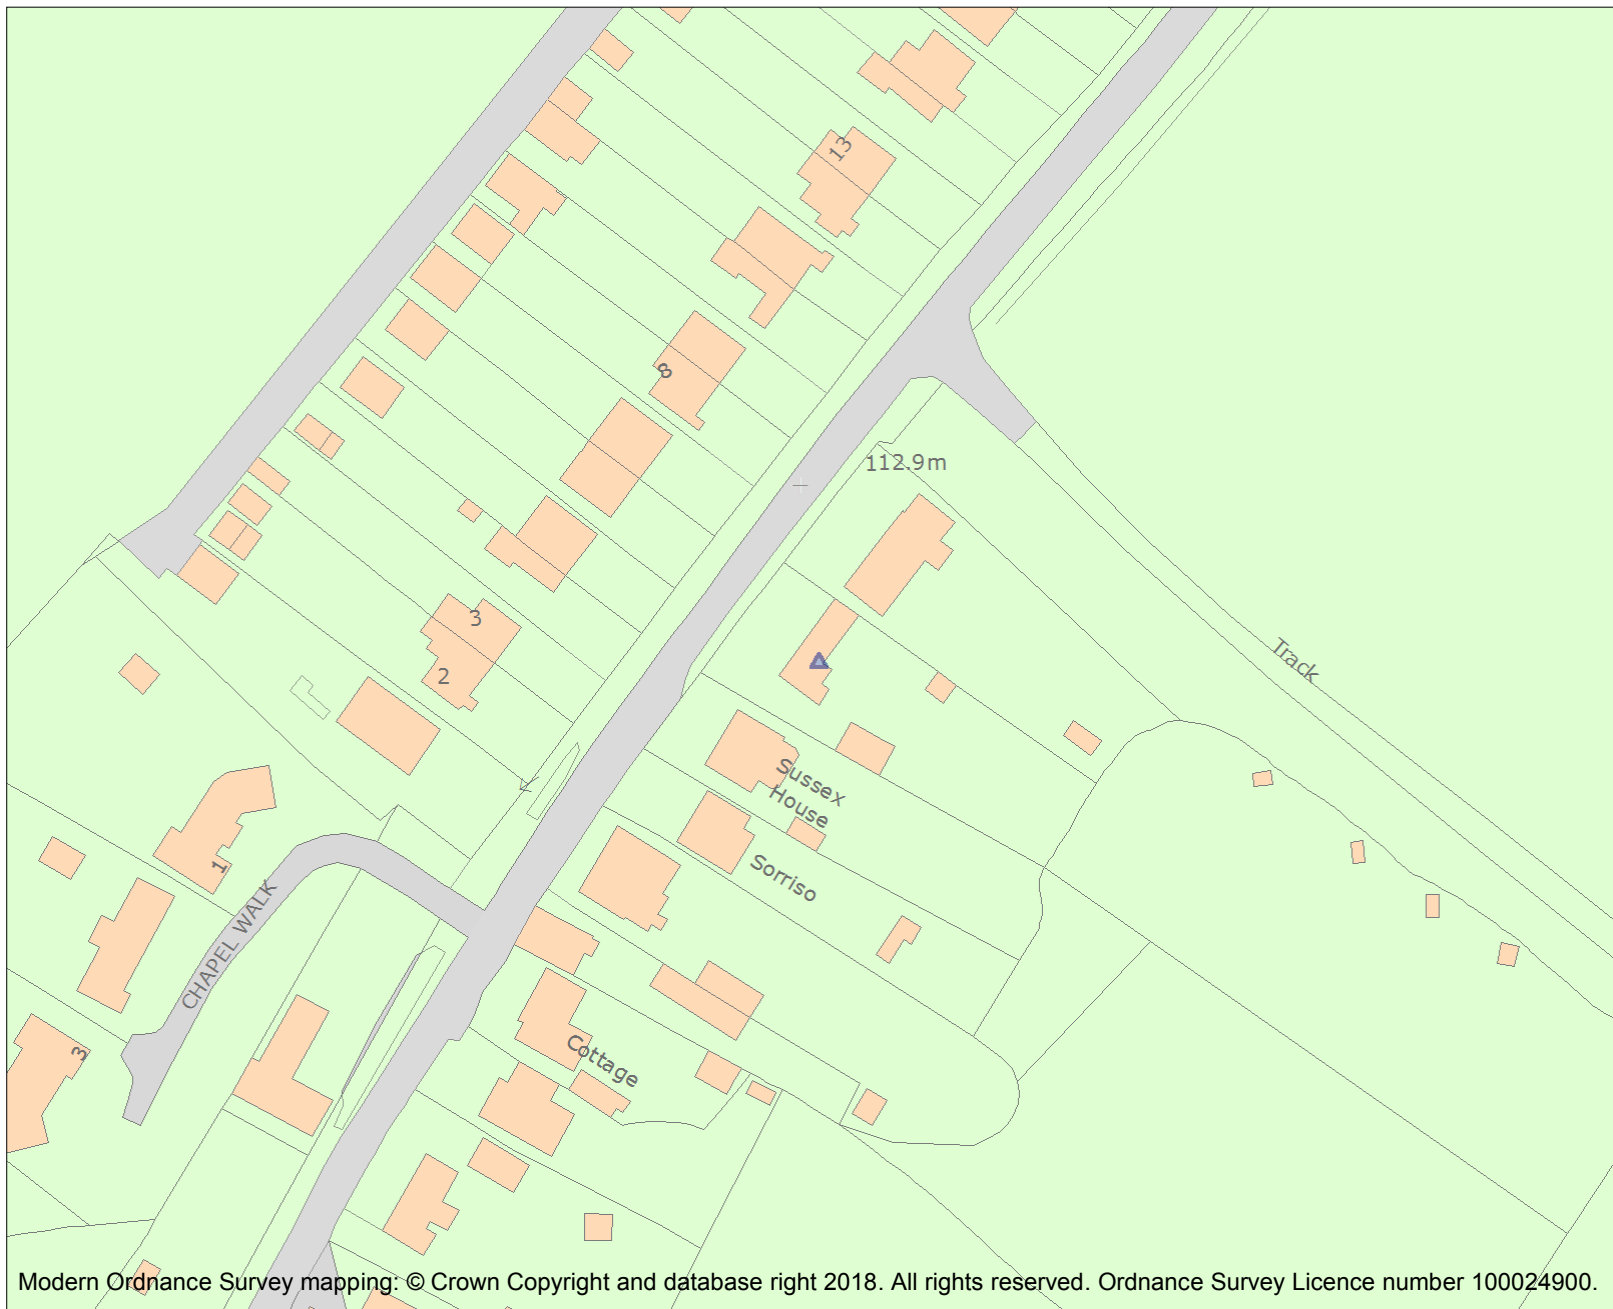 13
8
112.9m
3
2
Track
Sussex
House
Sorriso
1
CHAPEL WALK
3
Cottage
Modern Ordnance Survey mapping: © Crown Copyright and database right 2018. All rights reserved. Ordnance Survey Licence number 100024900.